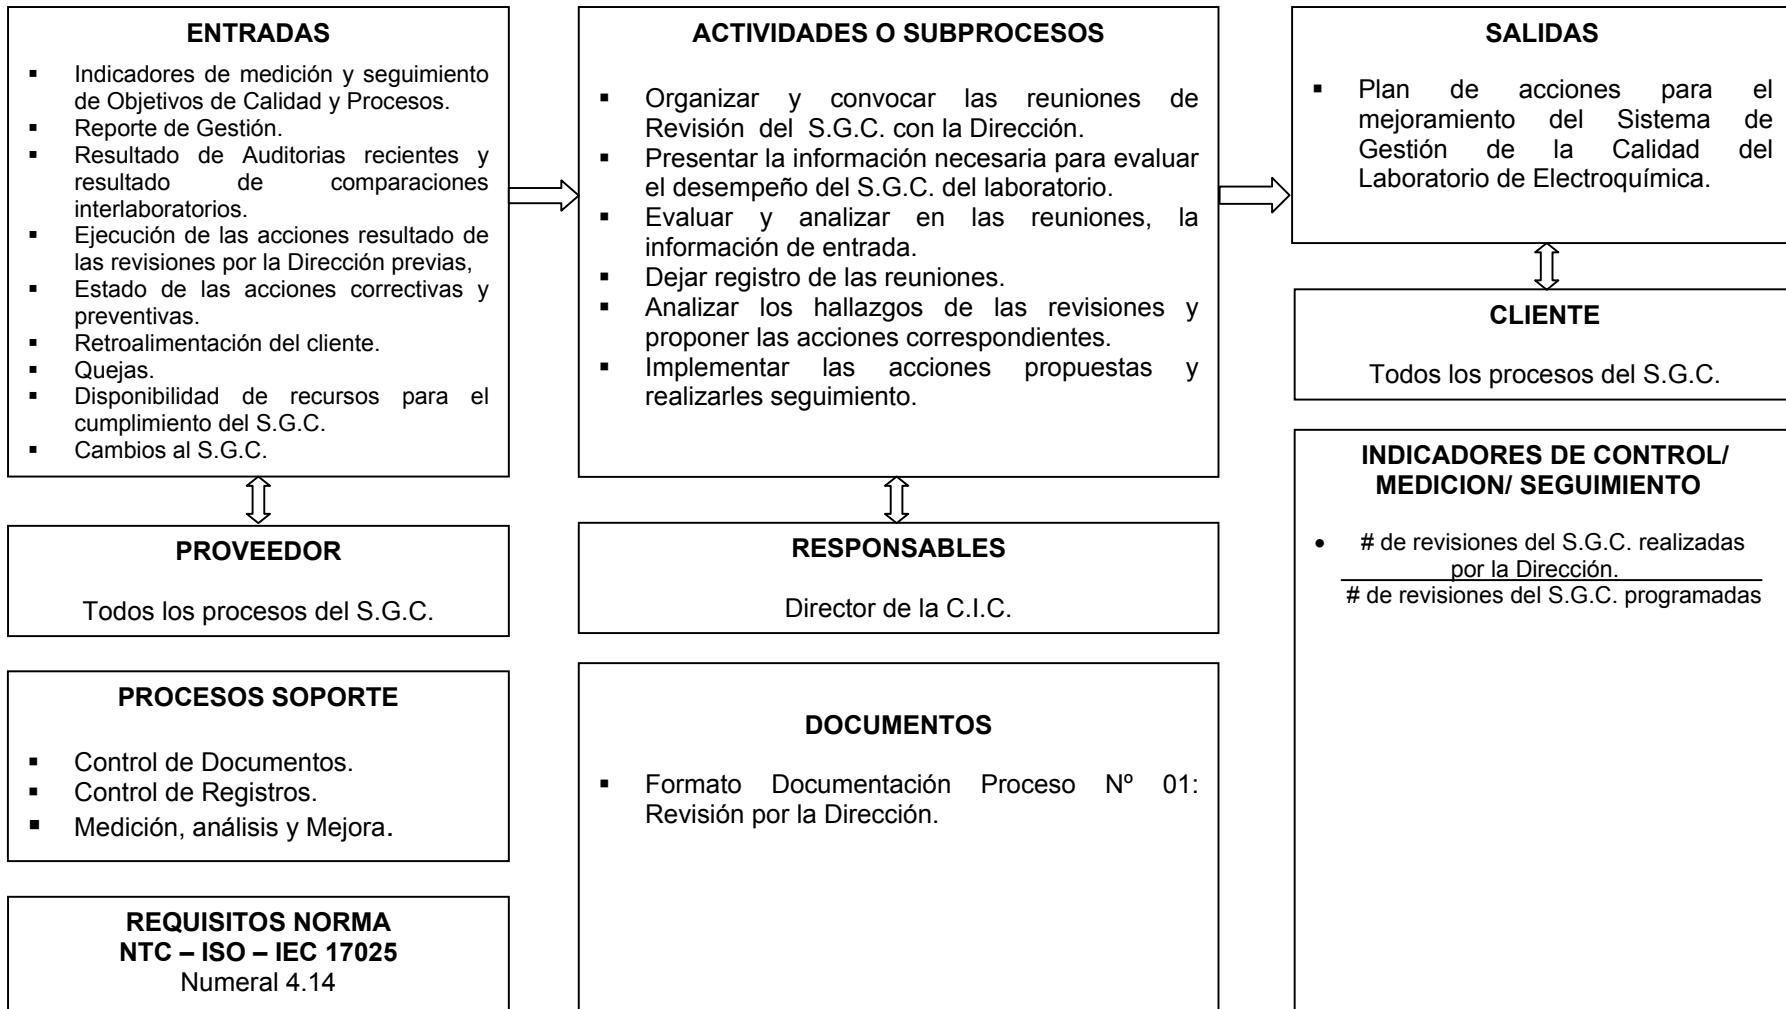 ENTRADAS
▪ Indicadores de medición y seguimiento
de Objetivos de Calidad y Procesos.
▪ Reporte de Gestión.
▪ Resultado de Auditorias recientes y
resultado de comparaciones
interlaboratorios.
▪ Ejecución de las acciones resultado de
las revisiones por la Dirección previas,
▪ Estado de las acciones correctivas y
preventivas.
▪ Retroalimentación del cliente.
▪ Quejas.
▪ Disponibilidad de recursos para el
cumplimiento del S.G.C.
▪ Cambios al S.G.C.
ACTIVIDADES O SUBPROCESOS
▪ Organizar y convocar las reuniones de
Revisión del S.G.C. con la Dirección.
▪ Presentar la información necesaria para evaluar
el desempeño del S.G.C. del laboratorio.
▪ Evaluar y analizar en las reuniones, la
información de entrada.
▪ Dejar registro de las reuniones.
▪ Analizar los hallazgos de las revisiones y
proponer las acciones correspondientes.
▪ Implementar las acciones propuestas y
realizarles seguimiento.
SALIDAS
▪ Plan de acciones para el
mejoramiento del Sistema de
Gestión de la Calidad del
Laboratorio de Electroquímica.
CLIENTE
Todos los procesos del S.G.C.
PROVEEDOR
Todos los procesos del S.G.C.
RESPONSABLES
Director de la C.I.C.
INDICADORES DE CONTROL/
MEDICION/ SEGUIMIENTO
• # de revisiones del S.G.C. realizadas
por la Dirección.
# de revisiones del S.G.C. programadas
PROCESOS SOPORTE
▪ Control de Documentos.
▪ Control de Registros.
▪ Medición, análisis y Mejora.
DOCUMENTOS
▪ Formato Documentación Proceso Nº 01:
Revisión por la Dirección.
REQUISITOS NORMA
NTC – ISO – IEC 17025
Numeral 4.14